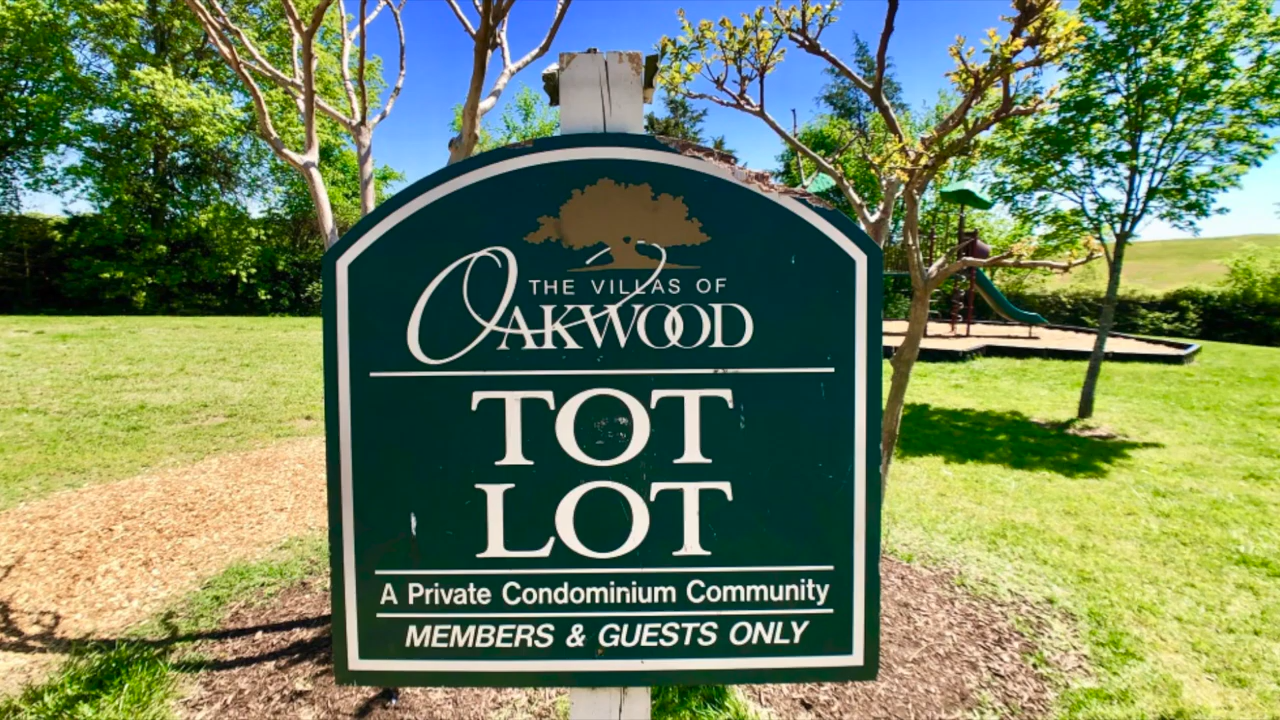 THE VILLAS OF
OAKWOOD
TOT
LOT
A Private Condominium Community
MEMBERS & GUESTS ONLY